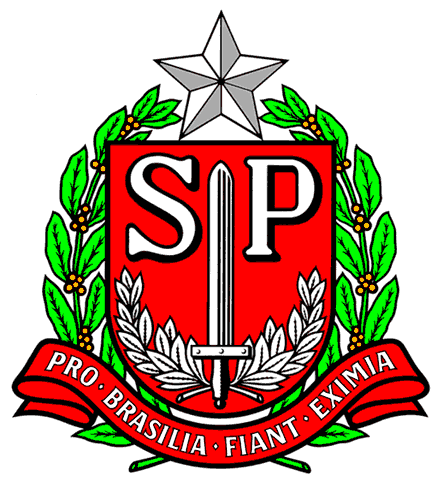 SP
PRO · BRASILIA · FIANT · EXIMIA